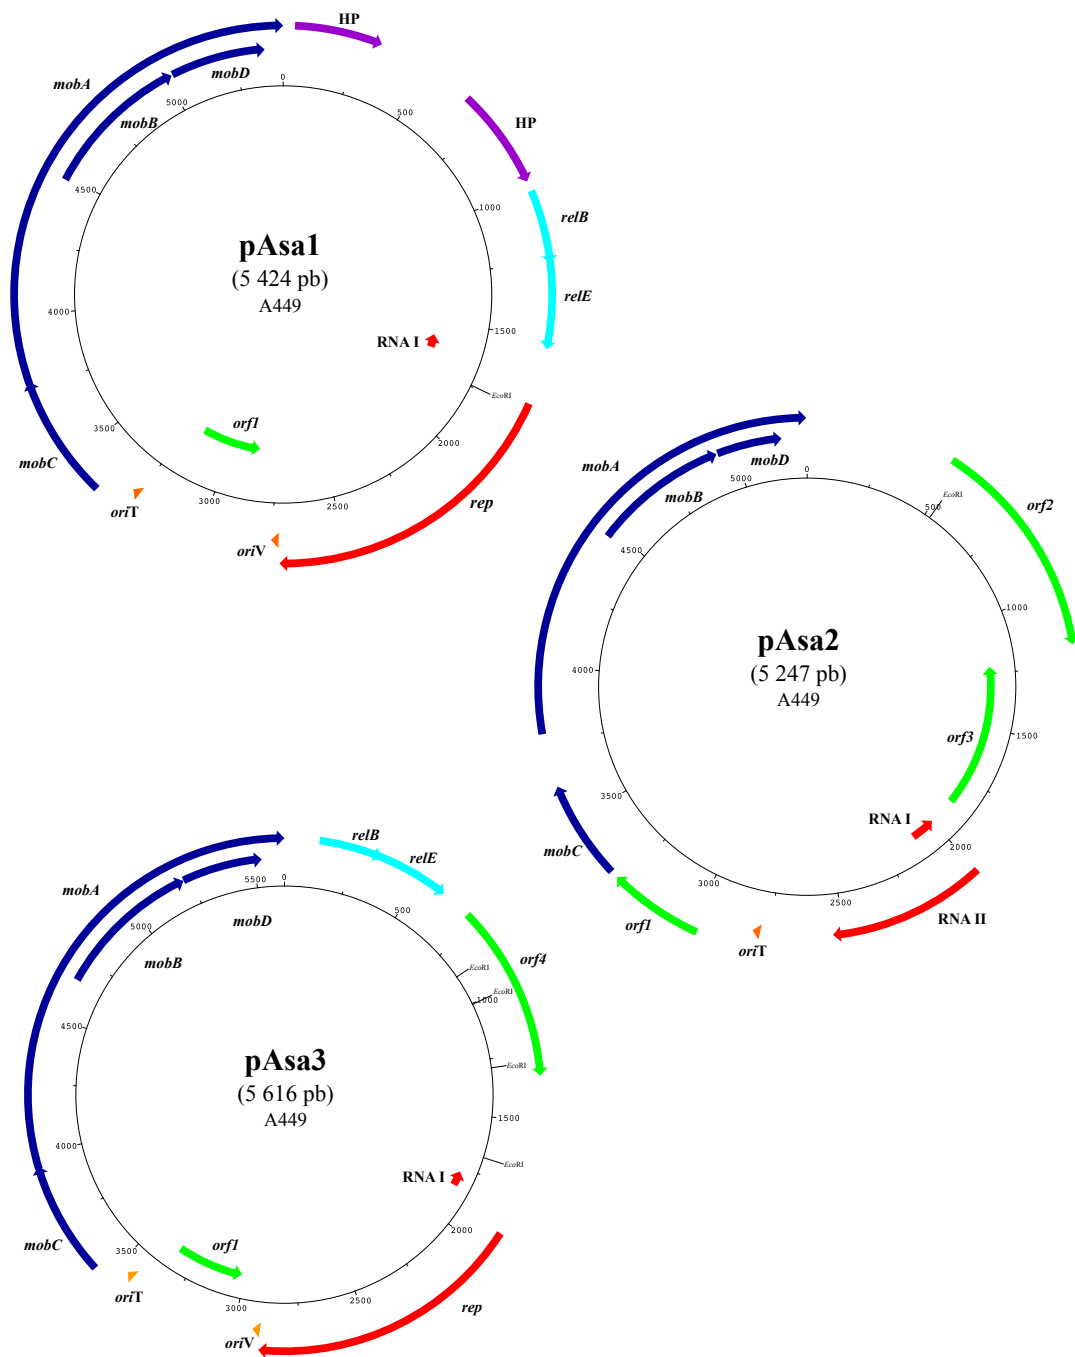 HP
mobA
mobD
0
5000
500
mobB
HP
4500
1000
relB
pAsa1
(5 424 pb)
A449
relE
4000
1500
RNA I
EcoRI
orf1
3500
2000
mobC
3000
2500
rep
oriT
oriV
mobA
mobD
0
5000
EcoRI
500
orf2
mobB
4500
1000
pAsa2
(5 247 pb)
A449
4000
orf3
1500
3500
RNA I
mobC
2000
3000
2500
RNA II
orf1
oriT
relB
relE
mobA
0
5500
500
mobD
5000
mobB
orf4
EcoRI
EcoRI
1000
4500
pAsa3
(5 616 pb)
A449
EcoRI
1500
4000
EcoRI
RNA I
2000
mobC
orf1
3500
oriT
2500
3000
rep
oriV